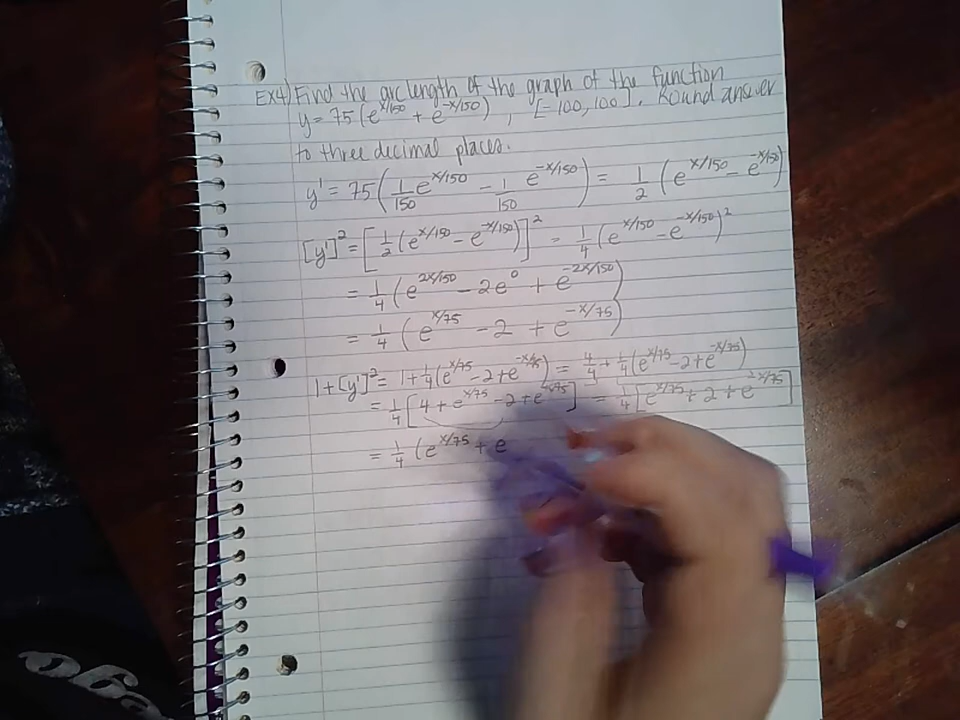 Ex4) Find the arc length of the graph of the function
y = 75(e^{x/150} + e^{-x/150}), [-100, 100]. Round answer
to three decimal places.
y' = 75(1/150 e^{x/150} - 1/150 e^{-x/150}) = 1/2 (e^{x/150} - e^{-x/150})
[y']^2 = [1/2 (e^{x/150} - e^{-x/150})]^2 = 1/4 (e^{x/150} - e^{-x/150})^2
= 1/4 (e^{2x/150} - 2e^0 + e^{-2x/150})
= 1/4 (e^{x/75} - 2 + e^{-x/75})
1+[y']^2 = 1+1/4(e^{x/75} - 2 + e^{-x/75}) = 4/4 + 1/4(e^{x/75} - 2 + e^{-x/75})
= 1/4 [4 + e^{x/75} - 2 + e^{-x/75}] = 1/4 [e^{x/75} + 2 + e^{-x/75}]
= 1/4 (e^{x/75} + e